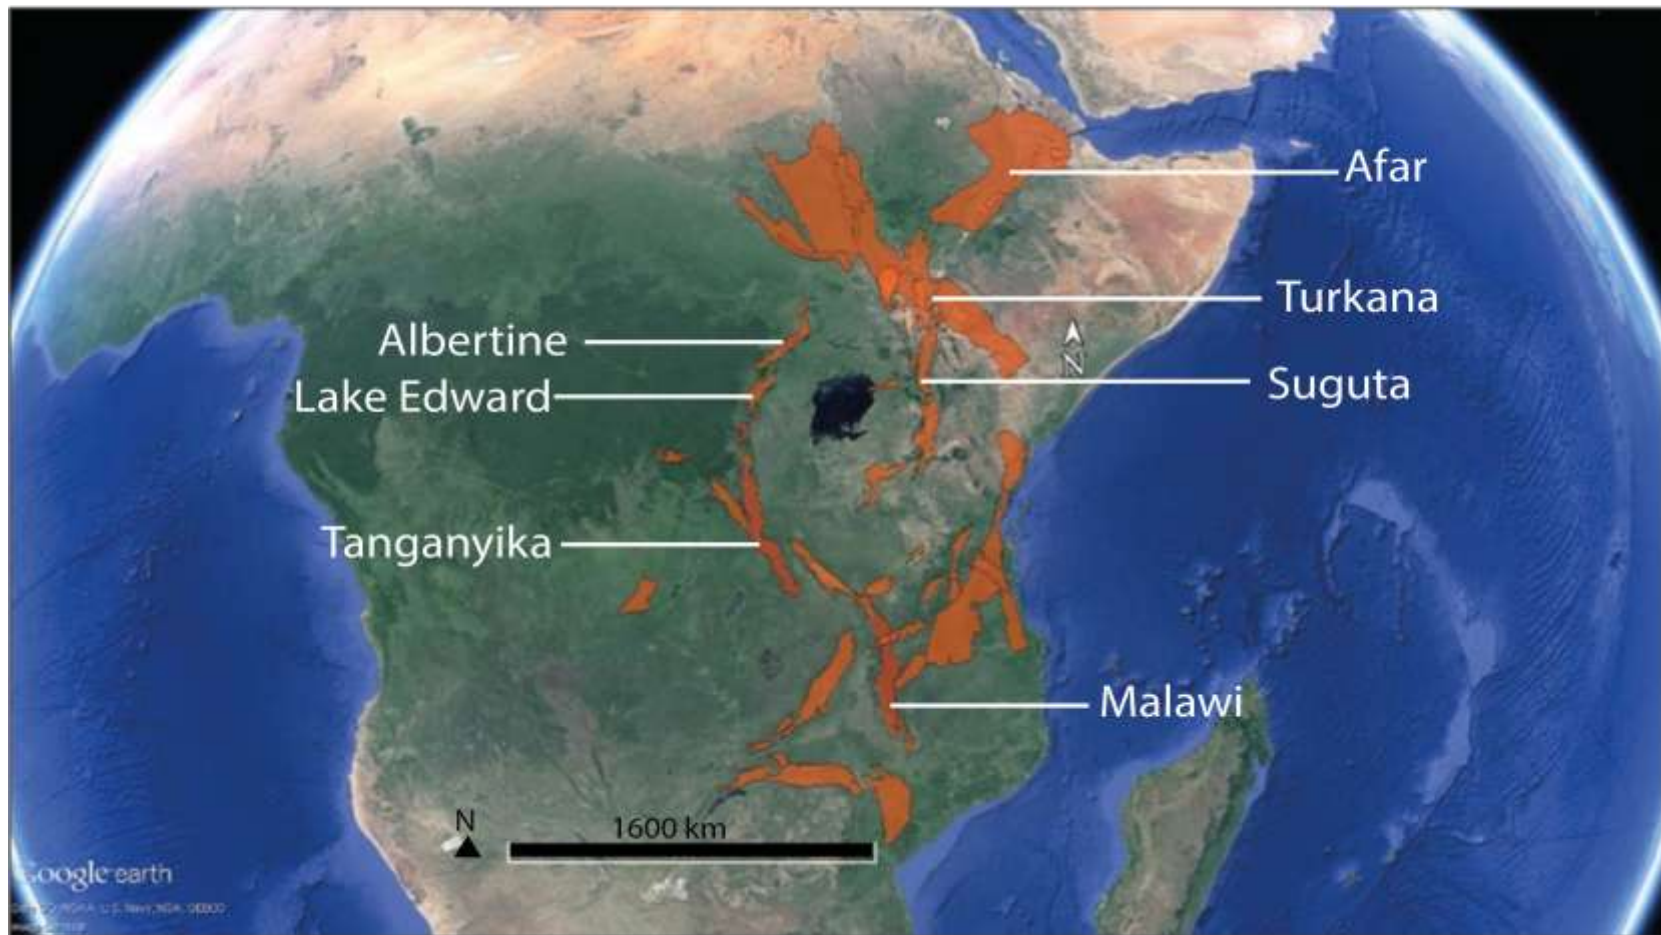 Afar
Turkana
Albertine
Suguta
Lake Edward
Tanganyika
Malawi
N
N
1600 km
Google earth